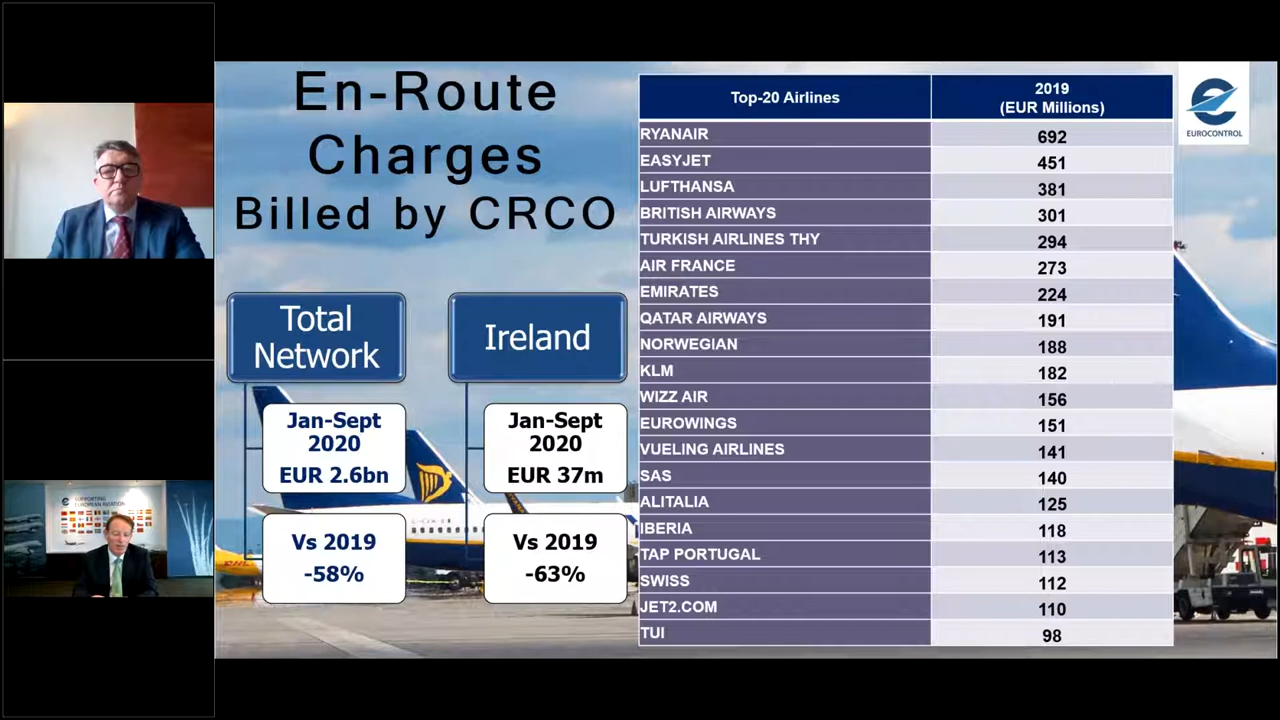 En-Route
Charges
Billed by CRCO
Total
Network
Jan-Sept
2020
EUR 2.6bn
Vs 2019
-58%
Ireland
Jan-Sept
2020
EUR 37m
Vs 2019
-63%
Top-20 Airlines 2019 (EUR Millions)
RYANAIR 692
EASYJET 451
LUFTHANSA 381
BRITISH AIRWAYS 301
TURKISH AIRLINES THY 294
AIR FRANCE 273
EMIRATES 224
QATAR AIRWAYS 191
NORWEGIAN 188
KLM 182
WIZZ AIR 156
EUROWINGS 151
VUELING AIRLINES 141
SAS 140
ALITALIA 125
IBERIA 118
TAP PORTUGAL 113
SWISS 112
JET2.COM 110
TUI 98
EUROCONTROL
SUPPORTING
EUROPEAN AVIATION
DHL